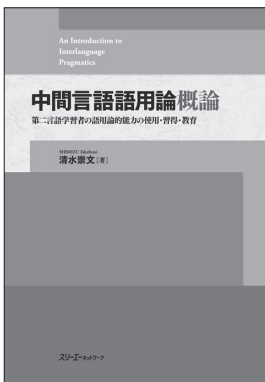 An Introduction to
Interlanguage
Pragmatics
中間言語語用論概論
第二言語学習者の語用論的能力の使用・習得・教育
SHIMIZU Takafumi
清水崇文[著]
スリーエーネットワーク